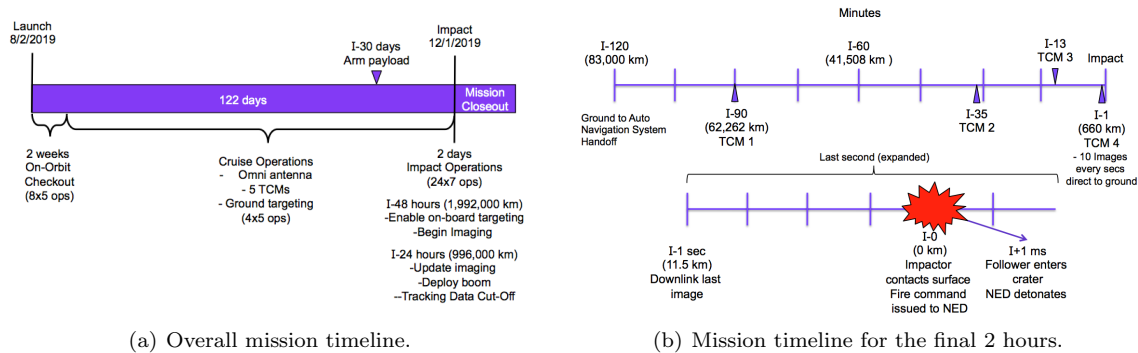 Launch
8/2/2019
I-30 days
Arm payload
Impact
12/1/2019
122 days
Mission
Closeout
2 weeks
On-Orbit
Checkout
(8x5 ops)
Cruise Operations
- Omni antenna
- 5 TCMs
- Ground targeting
(4x5 ops)
2 days
Impact Operations
(24x7 ops)
I-48 hours (1,992,000 km)
-Enable on-board targeting
-Begin Imaging
I-24 hours (996,000 km)
-Update imaging
-Deploy boom
--Tracking Data Cut-Off
(a) Overall mission timeline.
Minutes
I-120
(83,000 km)
I-60
(41,508 km )
I-13
TCM 3
Impact
Ground to Auto
Navigation System
Handoff
I-90
(62,262 km)
TCM 1
I-35
TCM 2
I-1
(660 km)
TCM 4
- 10 Images
every secs
direct to ground
Last second (expanded)
I-1 sec
(11.5 km)
Downlink last
image
I-0
(0 km)
Impactor
contacts surface
Fire command
issued to NED
I+1 ms
Follower enters
crater
NED detonates
(b) Mission timeline for the final 2 hours.